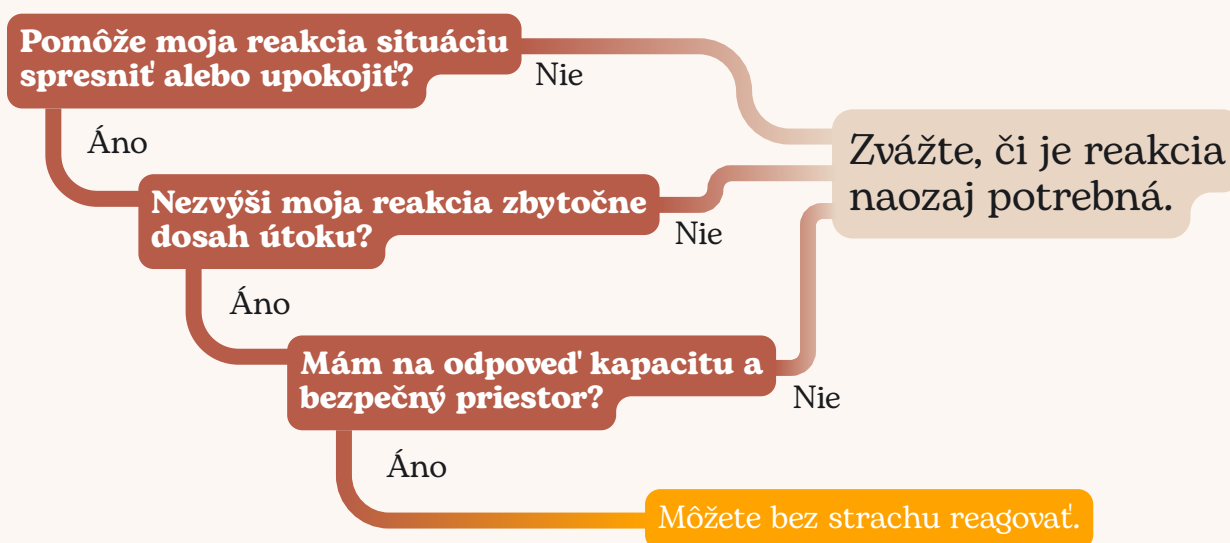 Pomôže moja reakcia situáciu
spresniť alebo upokojiť?
Nie
Áno
Zvážte, či je reakcia
naozaj potrebná.
Nezvýši moja reakcia zbytočne
dosah útoku?
Nie
Áno
Mám na odpoveď kapacitu a
bezpečný priestor?
Nie
Áno
Môžete bez strachu reagovať.